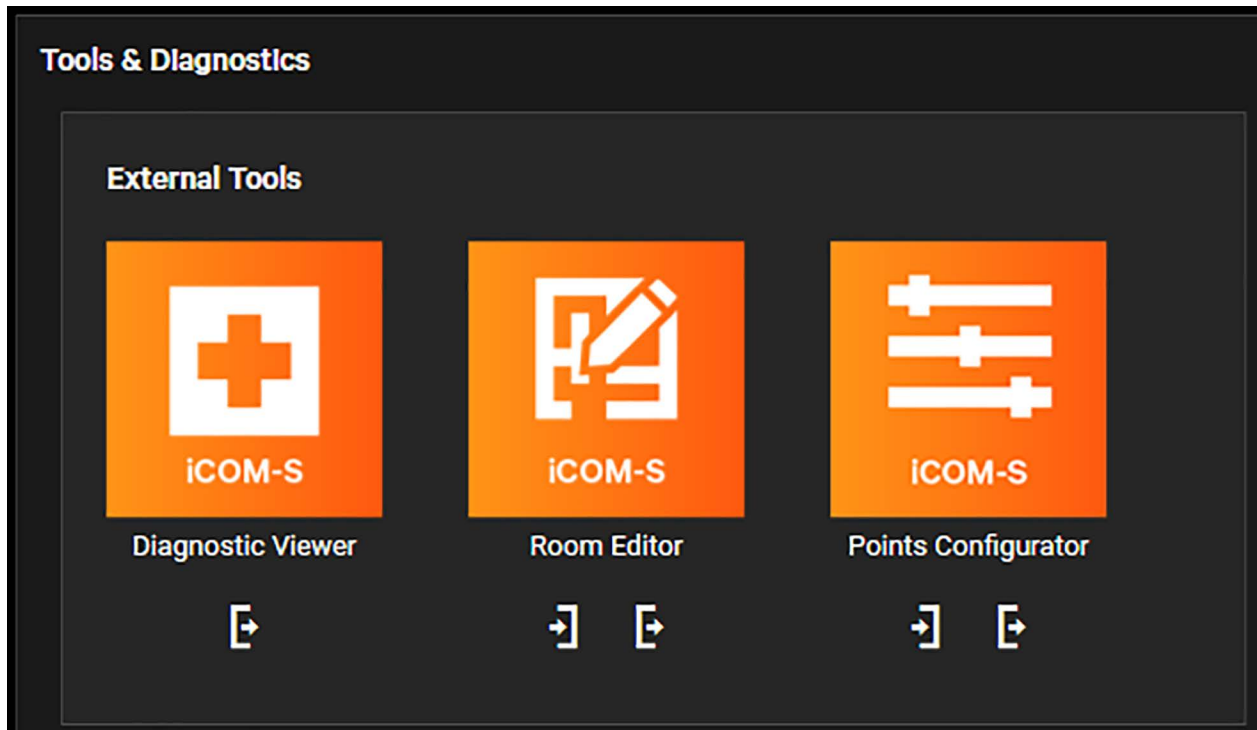 Tools & Diagnostics
External Tools
iCOM-S
iCOM-S
iCOM-S
Diagnostic Viewer
Room Editor
Points Configurator